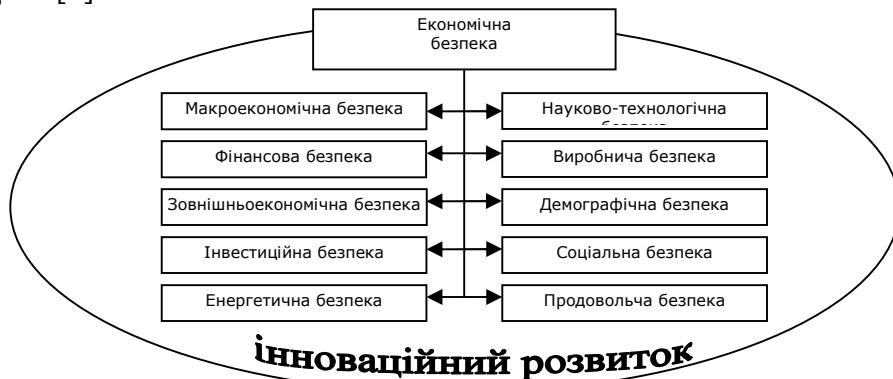 Економічна
безпека
Макроекономічна безпека
Науково-технологічна
Фінансова безпека
Виробнича безпека
Зовнішньоекономічна безпека
Демографічна безпека
Інвестиційна безпека
Соціальна безпека
Енергетична безпека
Продовольча безпека
інноваційний розвиток